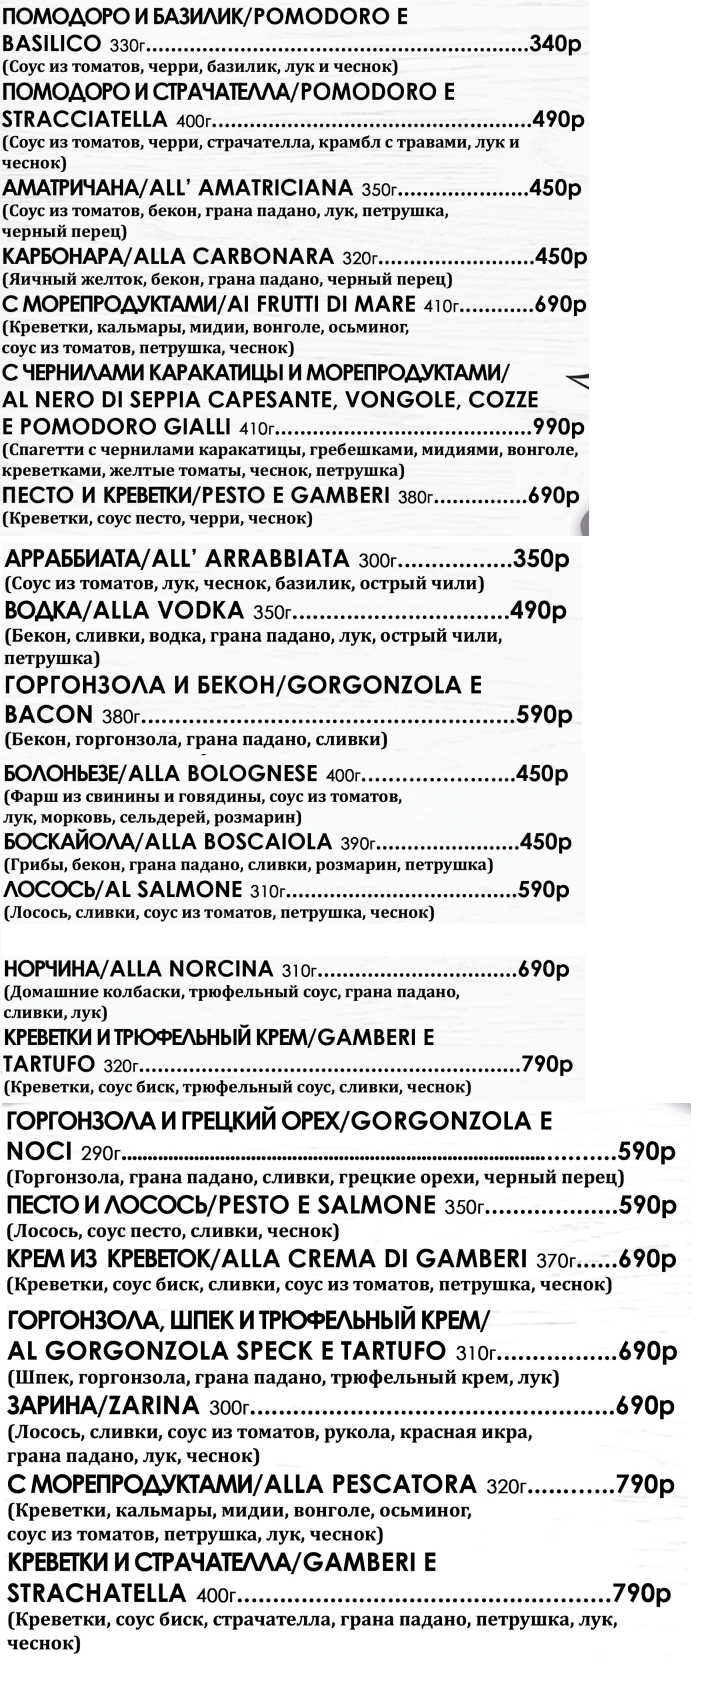 ПОМОДОРО И БАЗИЛИК/POMODORO E
BASILICO 330г.............................................................340р
(Соус из томатов, черри, базилик, лук и чеснок)
ПОМОДОРО И СТРАЧАТЕЛЛА/POMODORO E
STRACCIATELLA 400г...................................................490р
(Соус из томатов, черри, страчателла, крамбл с травами, лук и
чеснок)
АМАТРИЧАНА/ALL’ AMATRICIANA 350г.....................450р
(Соус из томатов, бекон, грана падано, лук, петрушка,
черный перец)
КАРБОНАРА/ALLA CARBONARA 320г.........................450р
(Яичный желток, бекон, грана падано, черный перец)
С МОРЕПРОДУКТАМИ/AI FRUTTI DI MARE 410г............690р
(Креветки, кальмары, мидии, вонголе, осьминог,
соус из томатов, петрушка, чеснок)
С ЧЕРНИЛАМИ КАРАКАТИЦЫ И МОРЕПРОДУКТАМИ/
AL NERO DI SEPPIA CAPESANTE, VONGOLE, COZZE
E POMODORO GIALLI 410г.........................................990р
(Спагетти с чернилами каракатицы, гребешками, мидиями, вонголе,
креветками, желтые томаты, чеснок, петрушка)
ПЕСТО И КРЕВЕТКИ/PESTO E GAMBERI 380г...............690р
(Креветки, соус песто, черри, чеснок)
АРРАББИАТА/ALL’ ARRABBIATA 300г..................350р
(Соус из томатов, лук, чеснок, базилик, острый чили)
ВОДКА/ALLA VODKA 350г..................................490р
(Бекон, сливки, водка, грана падано, лук, острый чили,
петрушка)
ГОРГОНЗОЛА И БЕКОН/GORGONZOLA E
BACON 380г..........................................................590р
(Бекон, горгонзола, грана падано, сливки)
БОЛОНЬЕЗЕ/ALLA BOLOGNESE 400г.........................450р
(Фарш из свинины и говядины, соус из томатов,
лук, морковь, сельдерей, розмарин)
БОСКАЙОЛА/ALLA BOSCAIOLA 390г.......................450р
(Грибы, бекон, грана падано, сливки, розмарин, петрушка)
ЛОСОСЬ/AL SALMONE 310г.....................................590р
(Лосось, сливки, соус из томатов, петрушка, чеснок)
НОРЧИНА/ALLA NORCINA 310г................................690р
(Домашние колбаски, трюфельный соус, грана падано,
сливки, лук)
КРЕВЕТКИ И ТРЮФЕЛЬНЫЙ КРЕМ/GAMBERI E
TARTUFO 320г.............................................................790р
(Креветки, соус биск, трюфельный соус, сливки, чеснок)
ГОРГОНЗОЛА И ГРЕЦКИЙ ОРЕХ/GORGONZOLA E
NOCI 290г.............................................................590р
(Горгонзола, грана падано, сливки, грецкие орехи, черный перец)
ПЕСТО И ЛОСОСЬ/PESTO E SALMONE 350г....................590р
(Лосось, соус песто, сливки, чеснок)
КРЕМ ИЗ КРЕВЕТОК/ALLA CREMA DI GAMBERI 370г......690р
(Креветки, соус биск, сливки, соус из томатов, петрушка, чеснок)
ГОРГОНЗОЛА, ШПЕК И ТРЮФЕЛЬНЫЙ КРЕМ/
AL GORGONZOLA SPECK E TARTUFO 310г..................690р
(Шпек, горгонзола, грана падано, трюфельный крем, лук)
ЗАРИНА/ZARINA 300г.....................................................690р
(Лосось, сливки, соус из томатов, рукола, красная икра,
грана падано, лук, чеснок)
С МОРЕПРОДУКТАМИ/ALLA PESCATORA 320г.............790р
(Креветки, кальмары, мидии, вонголе, осьминог,
соус из томатов, петрушка, лук, чеснок)
КРЕВЕТКИ И СТРАЧАТЕЛЛА/GAMBERI E
STRACHATELLA 400г......................................................790р
(Креветки, соус биск, страчателла, грана падано, петрушка, лук,
чеснок)